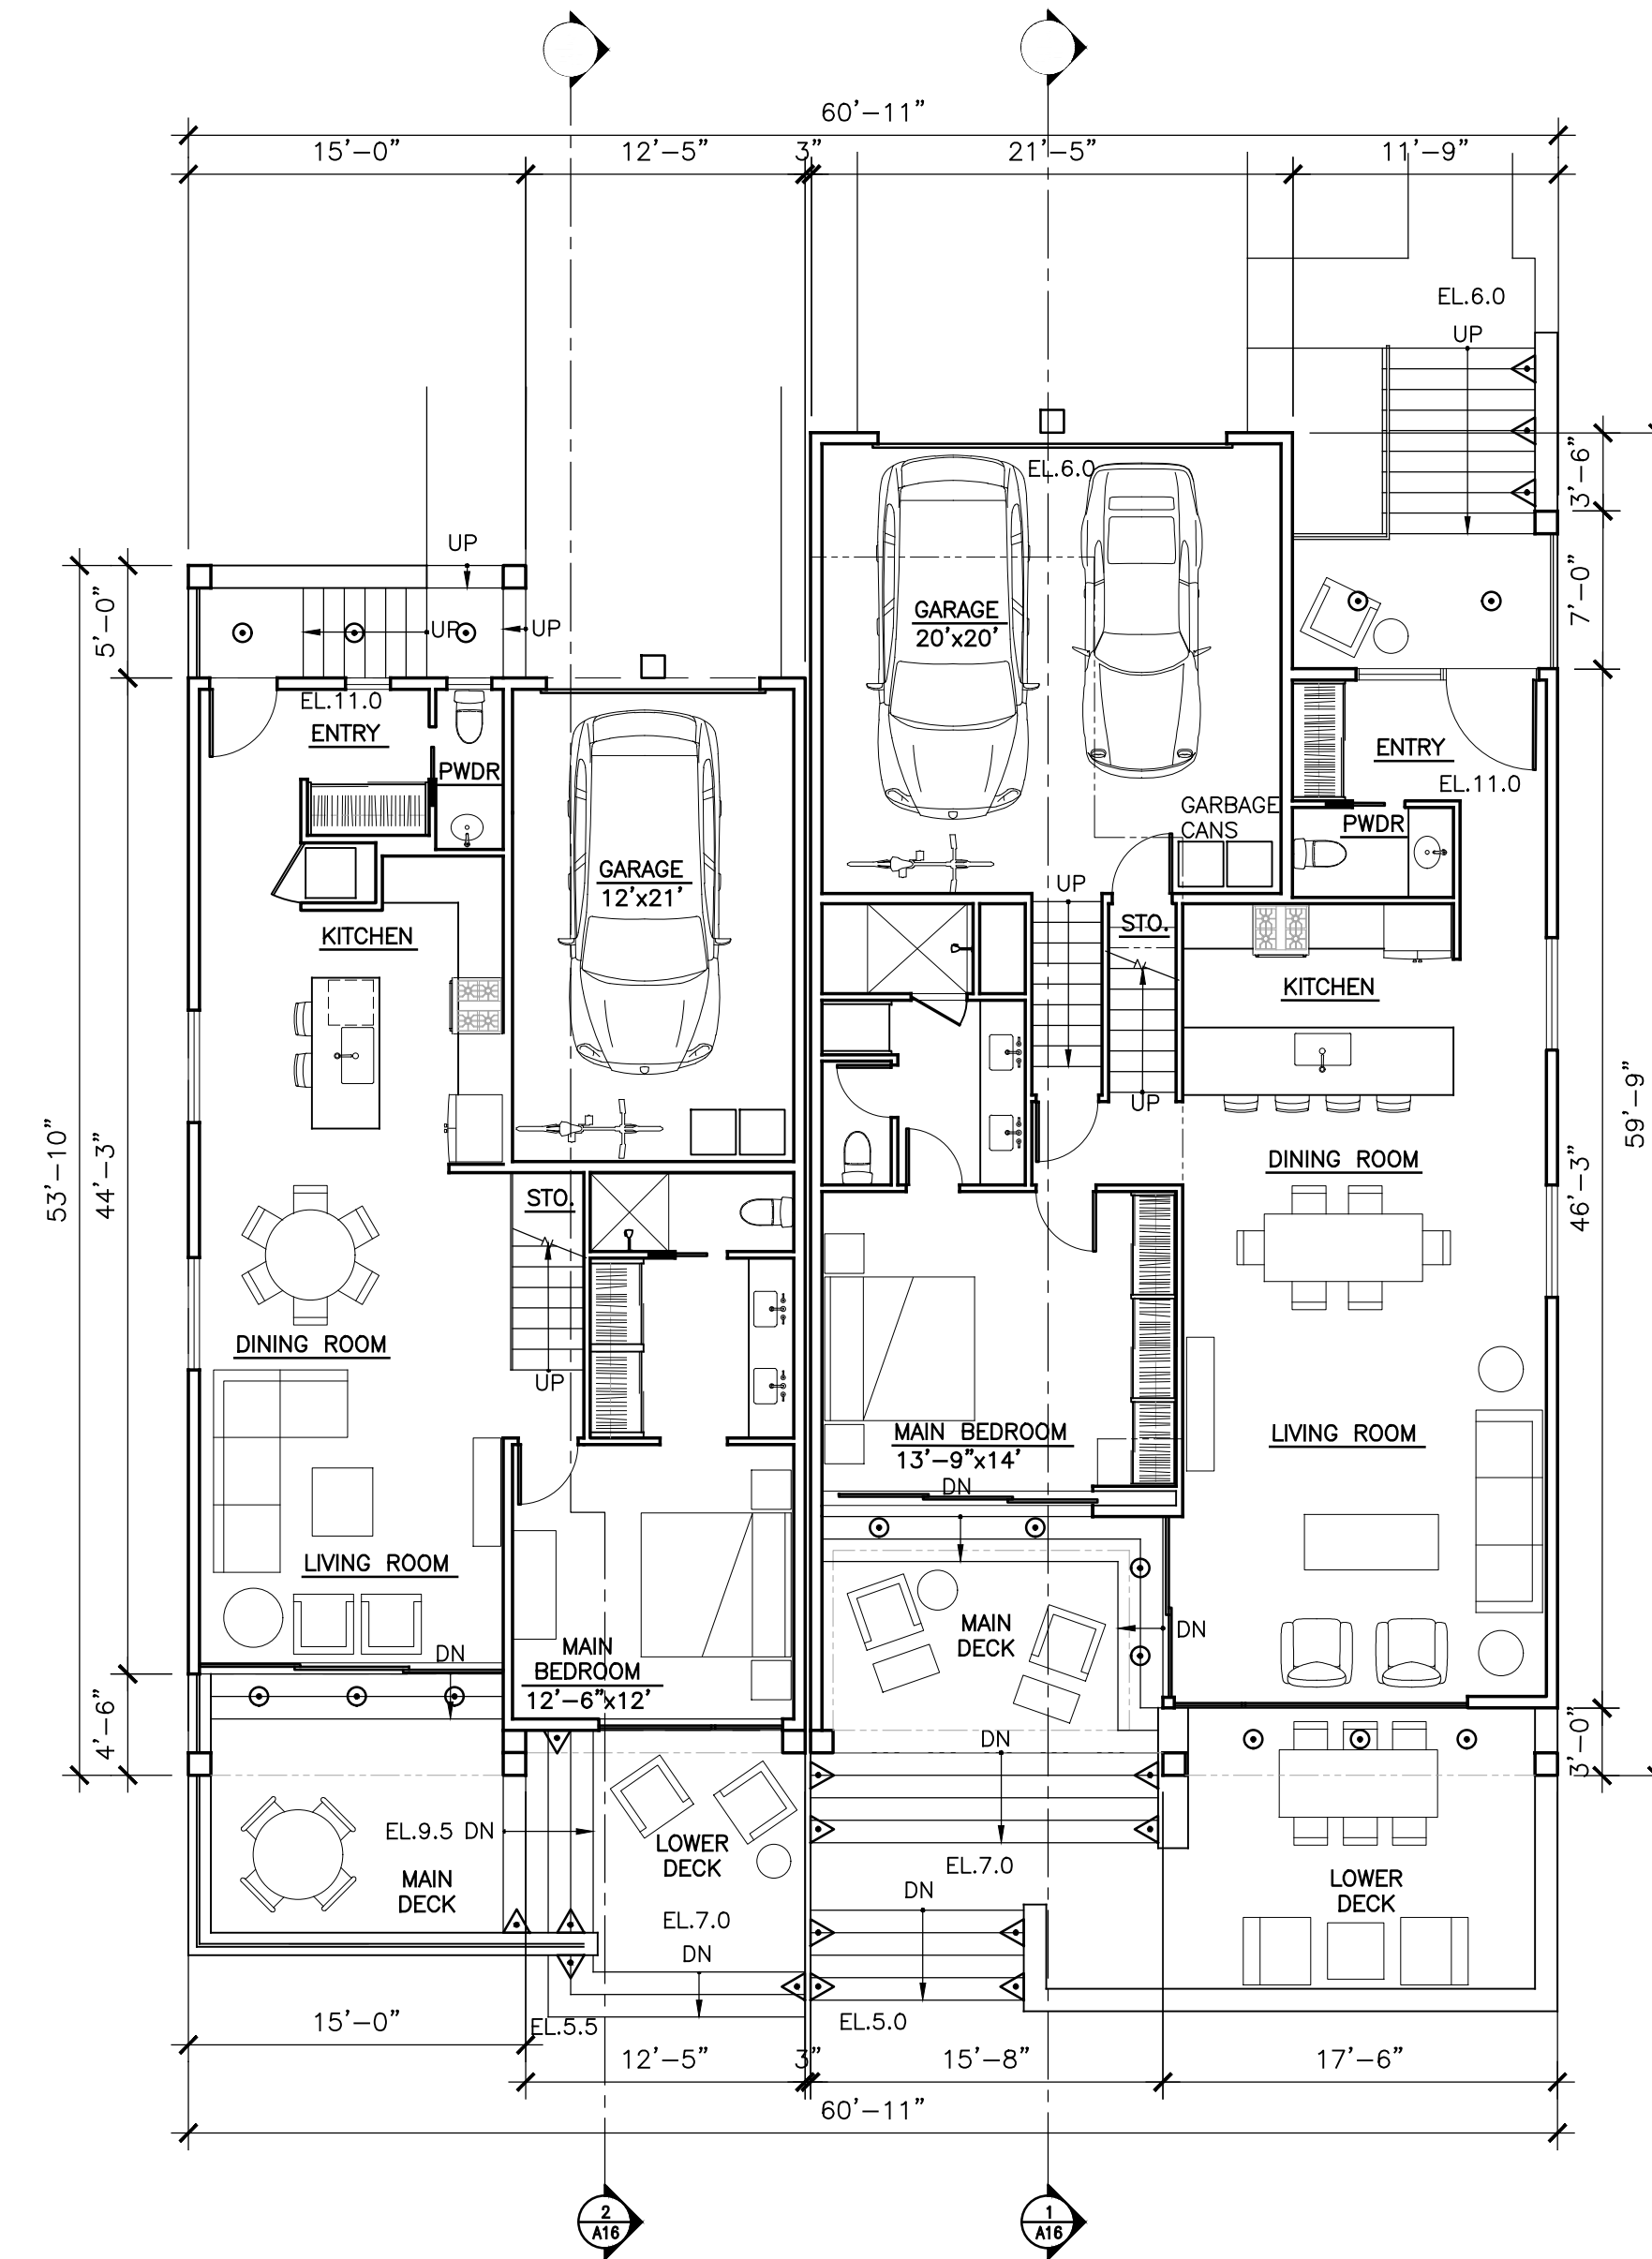 60’–11”
15’–0”
12’–5”
3”
21’–5”
11’–9”
EL.6.0
UP
EL.6.0
3’–6”
UP
5’–0”
UP
UP
7’–0”
GARAGE
20’x20’
EL.11.0
ENTRY
PWDR
ENTRY
EL.11.0
GARBAGE
CANS
PWDR
GARAGE
12’x21’
UP
STO.
KITCHEN
KITCHEN
UP
53’–10”
44’–3”
59’–9”
46’–3”
DINING ROOM
STO.
DINING ROOM
UP
MAIN BEDROOM
13’–9”x14’
DN
LIVING ROOM
LIVING ROOM
MAIN
DECK
DN
DN
MAIN
BEDROOM
12’–6”x12’
4’–6”
3’–0”
DN
EL.9.5 DN
LOWER
DECK
EL.7.0
MAIN
DECK
DN
LOWER
DECK
EL.7.0
DN
15’–0”
EL.5.5
EL.5.0
12’–5”
3”
15’–8”
17’–6”
60’–11”
2
A16
1
A16